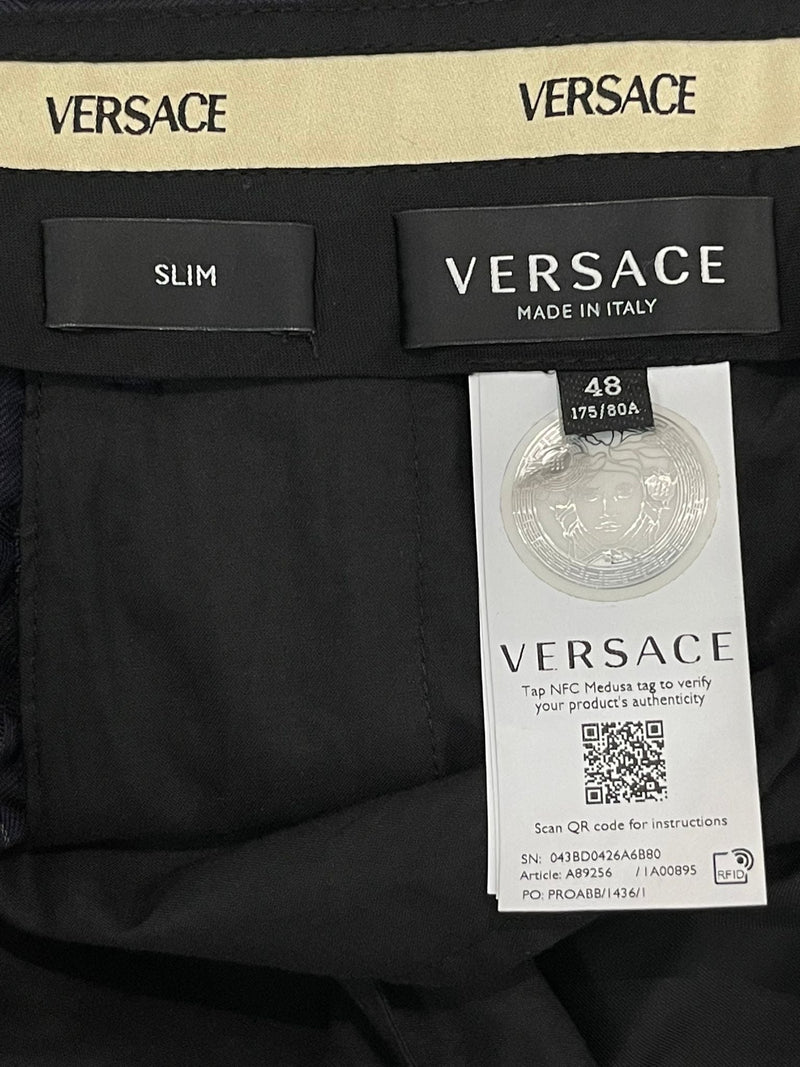 VERSACE
VERSACE
SLIM
VERSACE
MADE IN ITALY
48
175/80A
VERSACE
Tap NFC Medusa tag to verify
your product's authenticity
Scan QR code for instructions
SN: 043BD0426A6B80
Article: A89256 /1A00895
PO: PROABB/1436/1
RFID